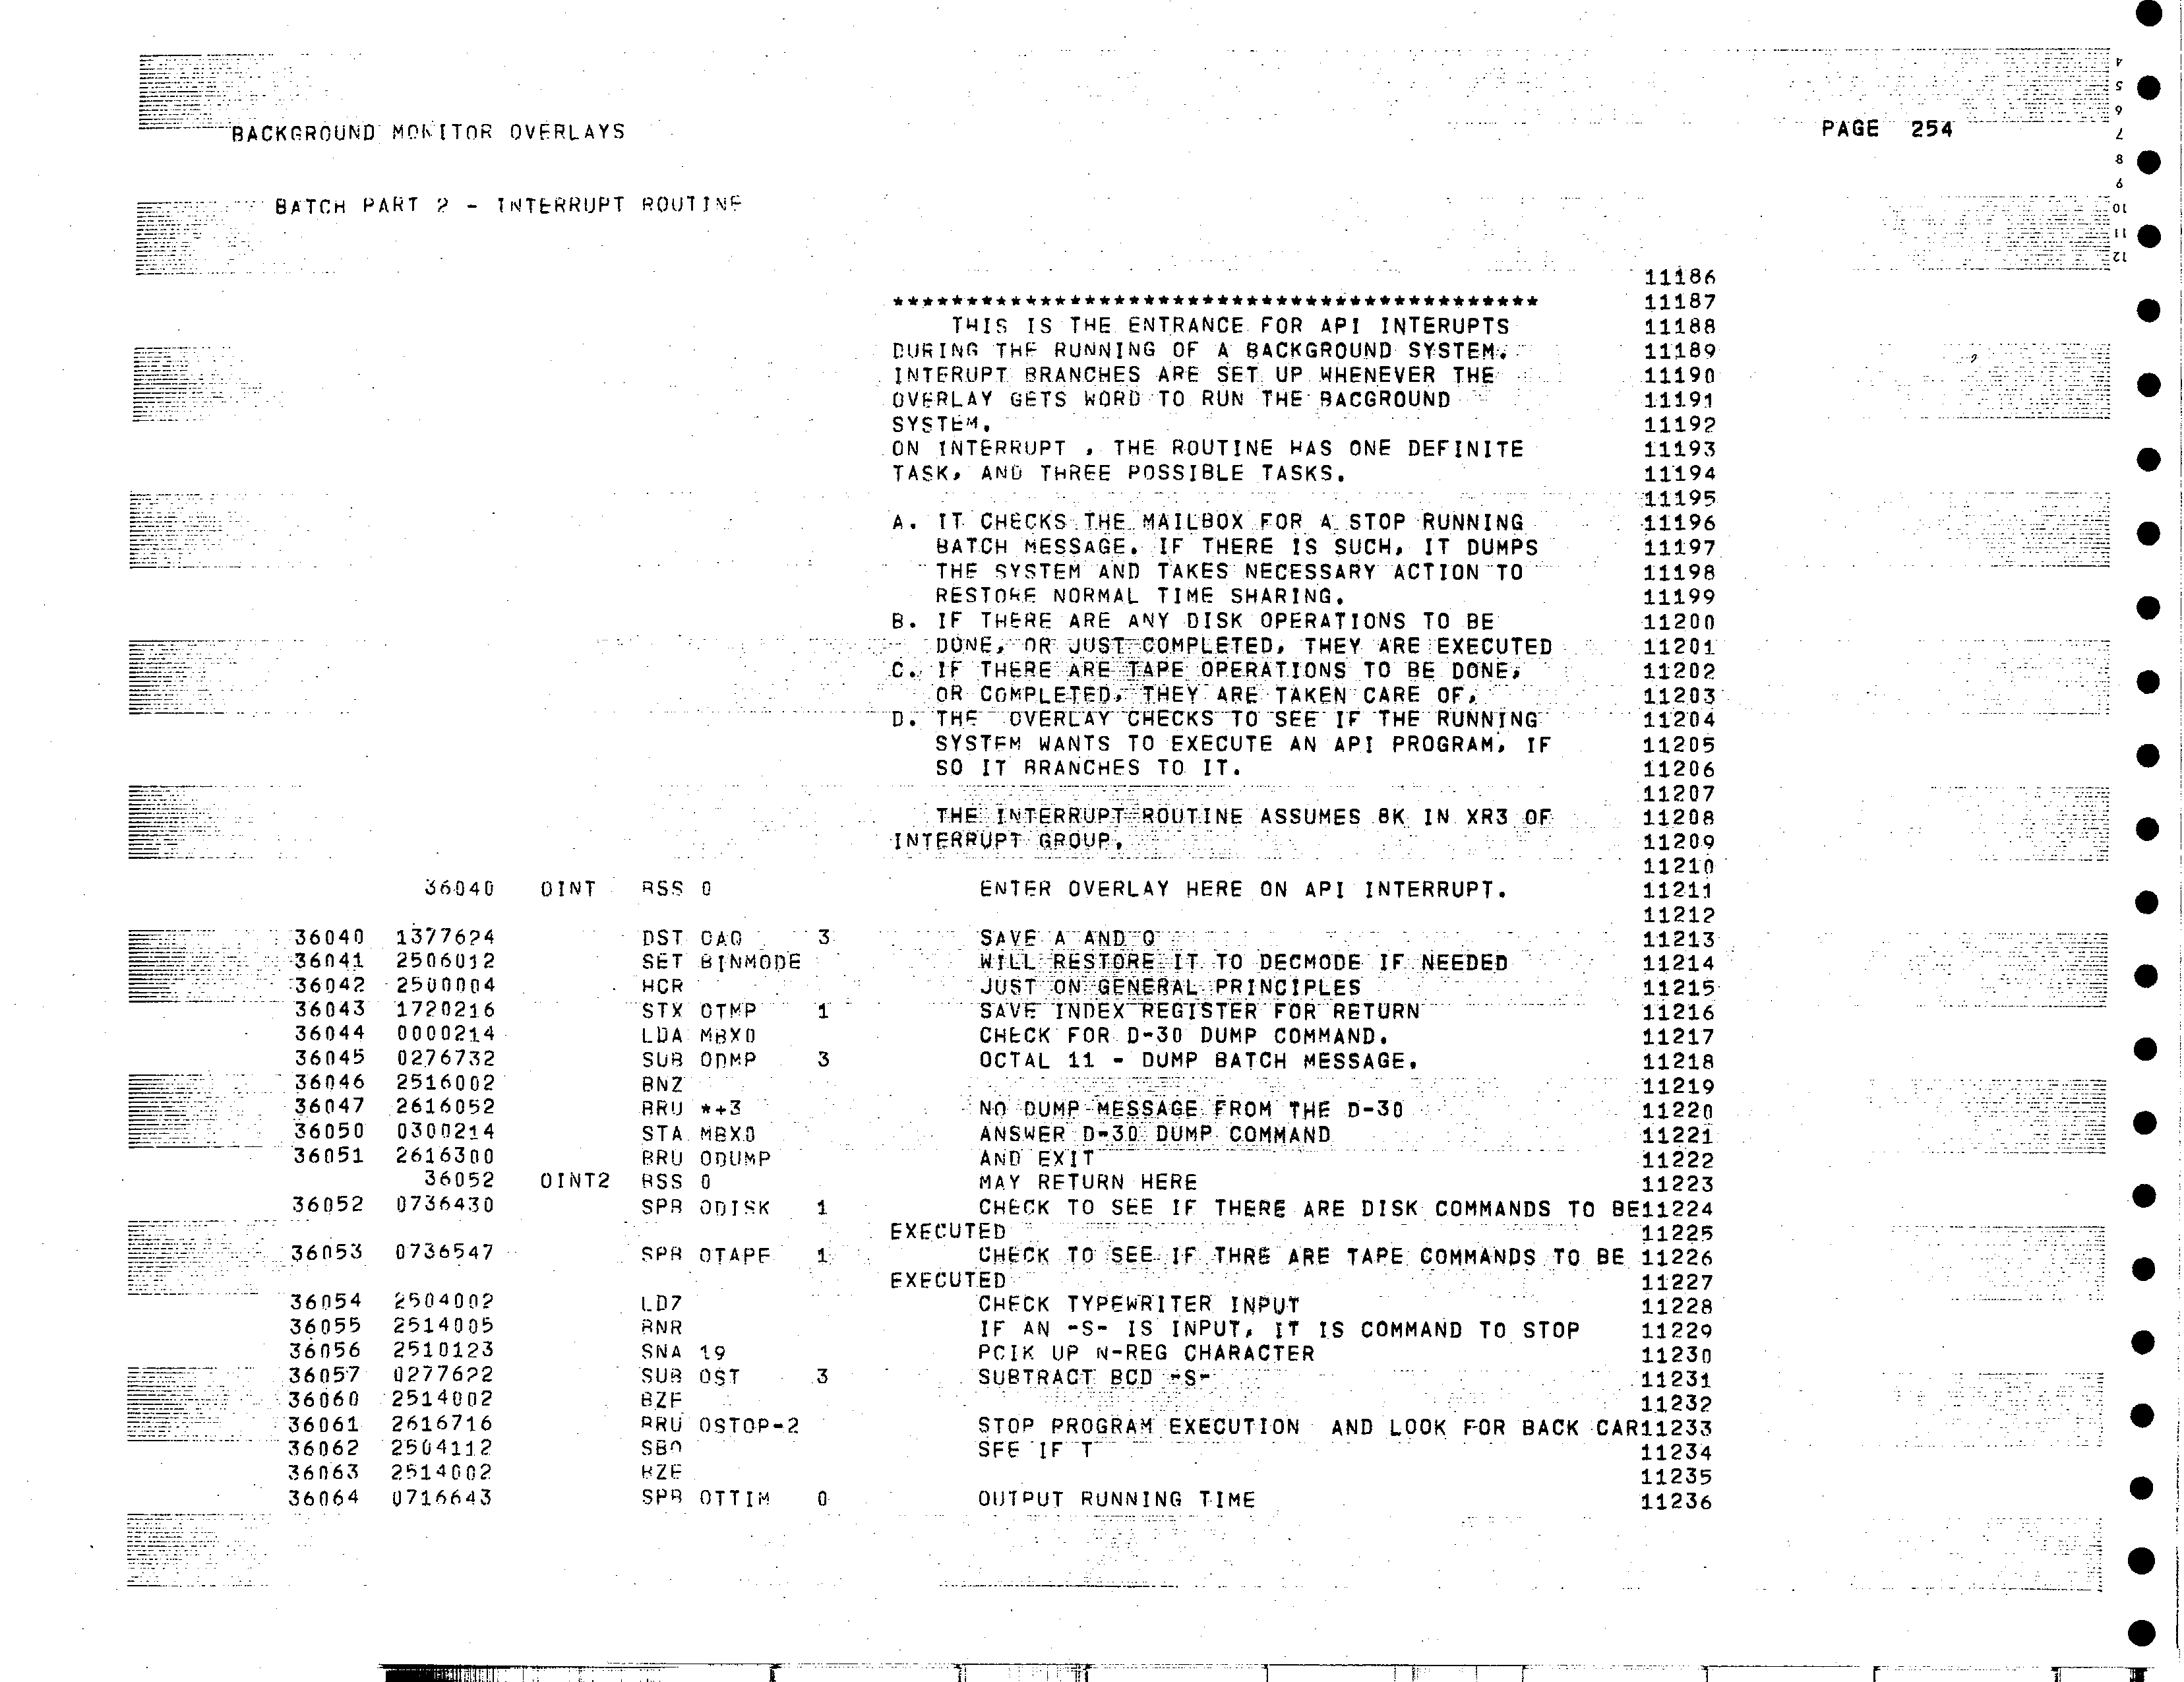 BACKGROUND MONITOR OVERLAYS PAGE 254
BATCH PART 2 - INTERRUPT ROUTINE
11186
******************************************** 11187
THIS IS THE ENTRANCE FOR API INTERUPTS 11188
DURING THE RUNNING OF A BACKGROUND SYSTEM. 11189
INTERUPT BRANCHES ARE SET UP WHENEVER THE 11190
OVERLAY GETS WORD TO RUN THE BACGROUND 11191
SYSTEM. 11192
ON INTERRUPT , THE ROUTINE HAS ONE DEFINITE 11193
TASK, AND THREE POSSIBLE TASKS. 11194
11195
A. IT CHECKS THE MAILBOX FOR A STOP RUNNING 11196
BATCH MESSAGE. IF THERE IS SUCH, IT DUMPS 11197
THE SYSTEM AND TAKES NECESSARY ACTION TO 11198
RESTORE NORMAL TIME SHARING. 11199
B. IF THERE ARE ANY DISK OPERATIONS TO BE 11200
DONE, OR JUST COMPLETED, THEY ARE EXECUTED 11201
C. IF THERE ARE TAPE OPERATIONS TO BE DONE, 11202
OR COMPLETED, THEY ARE TAKEN CARE OF. 11203
D. THE OVERLAY CHECKS TO SEE IF THE RUNNING 11204
SYSTEM WANTS TO EXECUTE AN API PROGRAM, IF 11205
SO IT BRANCHES TO IT. 11206
11207
THE INTERRUPT ROUTINE ASSUMES 8K IN XR3 OF 11208
INTERRUPT GROUP. 11209
11210
36040 OINT BSS 0 ENTER OVERLAY HERE ON API INTERRUPT. 11211
11212
36040 1377624 DST OAQ 3 SAVE A AND Q 11213
36041 2506012 SET BINMODE WILL RESTORE IT TO DECMODE IF NEEDED 11214
36042 2500004 HCR JUST ON GENERAL PRINCIPLES 11215
36043 1720216 STX OTMP 1 SAVE INDEX REGISTER FOR RETURN 11216
36044 0000214 LDA MBX0 CHECK FOR D-30 DUMP COMMAND. 11217
36045 0276732 SUB ODMP 3 OCTAL 11 - DUMP BATCH MESSAGE. 11218
36046 2516002 BNZ 11219
36047 2616052 BRU *+3 NO DUMP MESSAGE FROM THE D-30 11220
36050 0300214 STA MBX0 ANSWER D-30 DUMP COMMAND 11221
36051 2616300 BRU ODUMP AND EXIT 11222
36052 OINT2 BSS 0 MAY RETURN HERE 11223
36052 0736430 SPB ODISK 1 CHECK TO SEE IF THERE ARE DISK COMMANDS TO BE11224
EXECUTED 11225
36053 0736547 SPB OTAPE 1 CHECK TO SEE IF THRE ARE TAPE COMMANDS TO BE 11226
EXECUTED 11227
36054 2504002 LDZ CHECK TYPEWRITER INPUT 11228
36055 2514005 BNR IF AN -S- IS INPUT, IT IS COMMAND TO STOP 11229
36056 2510123 SNA 19 PCIK UP N-REG CHARACTER 11230
36057 0277622 SUB OST 3 SUBTRACT BCD -S- 11231
36060 2514002 BZE 11232
36061 2616716 BRU OSTOP-2 STOP PROGRAM EXECUTION AND LOOK FOR BACK CAR11233
36062 2504112 SBO SEE IF T 11234
36063 2514002 BZE 11235
36064 0716643 SPB OTTIM 0 OUTPUT RUNNING TIME 11236
4
5
6
7
8
9
10
11
12